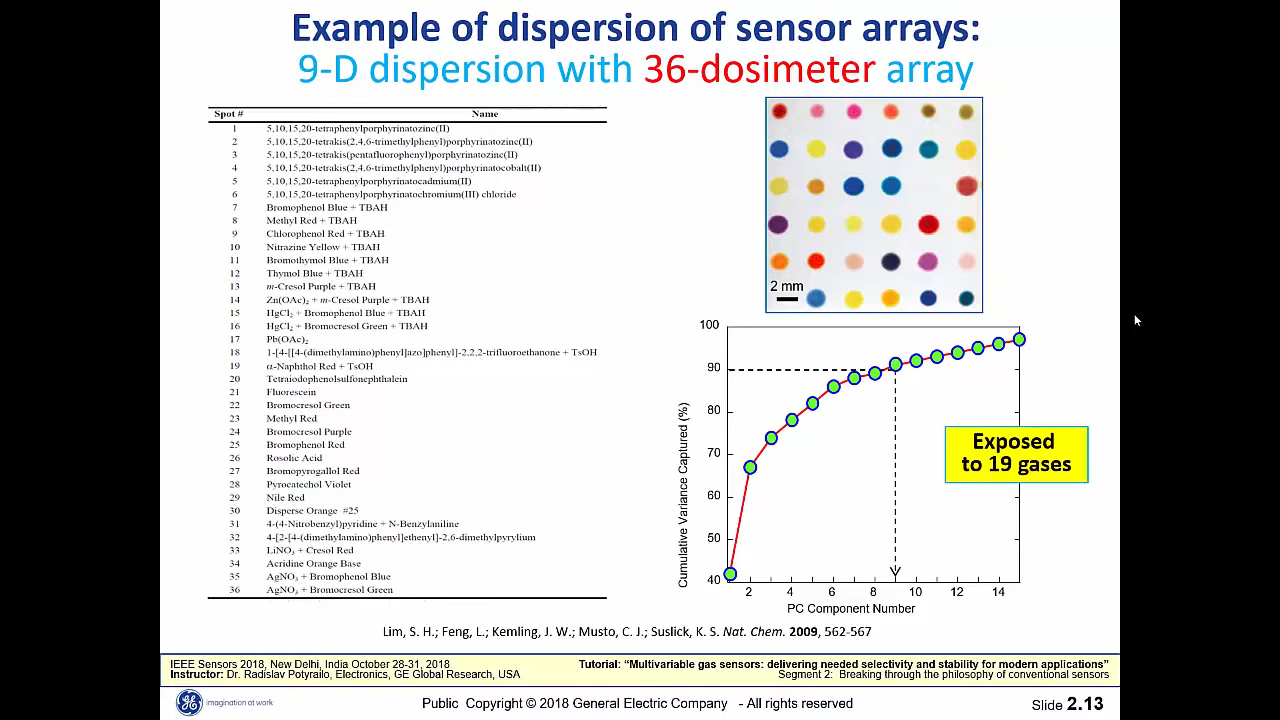 Example of dispersion of sensor arrays:
9-D dispersion with 36-dosimeter array
Spot # Name
1 5,10,15,20-tetraphenylporphyrinatozinc(II)
2 5,10,15,20-tetrakis(2,4,6-trimethylphenyl)porphyrinatozinc(II)
3 5,10,15,20-tetrakis(pentafluorophenyl)porphyrinatozinc(II)
4 5,10,15,20-tetrakis(2,4,6-trimethylphenyl)porphyrinatocobalt(II)
5 5,10,15,20-tetraphenylporphyrinatocadmium(II)
6 5,10,15,20-tetraphenylporphyrinatochromium(III) chloride
7 Bromophenol Blue + TBAH
8 Methyl Red + TBAH
9 Chlorophenol Red + TBAH
10 Nitrazine Yellow + TBAH
11 Bromothymol Blue + TBAH
12 Thymol Blue + TBAH
13 m-Cresol Purple + TBAH
14 Zn(OAc)₂ + m-Cresol Purple + TBAH
15 HgCl₂ + Bromophenol Blue + TBAH
16 HgCl₂ + Bromocresol Green + TBAH
17 Pb(OAc)₂
18 1-[4-[[4-(dimethylamino)phenyl]azo]phenyl]-2,2,2-trifluoroethanone + TsOH
19 α-Naphthol Red + TsOH
20 Tetraiodophenolsulfonephthalein
21 Fluorescein
22 Bromocresol Green
23 Methyl Red
24 Bromocresol Purple
25 Bromophenol Red
26 Rosolic Acid
27 Bromopyrogallol Red
28 Pyrocatechol Violet
29 Nile Red
30 Disperse Orange #25
31 4-(4-Nitrobenzyl)pyridine + N-Benzylaniline
32 4-[2-[4-(dimethylamino)phenyl]ethenyl]-2,6-dimethylpyrylium
33 LiNO₃ + Cresol Red
34 Acridine Orange Base
35 AgNO₃ + Bromophenol Blue
36 AgNO₃ + Bromocresol Green
2 mm
100
90
80
70
60
50
40
Cumulative Variance Captured (%)
2 4 6 8 10 12 14
PC Component Number
Exposed
to 19 gases
Lim, S. H.; Feng, L.; Kemling, J. W.; Musto, C. J.; Suslick, K. S. Nat. Chem. 2009, 562-567
IEEE Sensors 2018, New Delhi, India October 28-31, 2018
Instructor: Dr. Radislav Potyrailo, Electronics, GE Global Research, USA
Tutorial: “Multivariable gas sensors: delivering needed selectivity and stability for modern applications”
Segment 2: Breaking through the philosophy of conventional sensors
GE imagination at work
Public Copyright © 2018 General Electric Company - All rights reserved
Slide 2.13